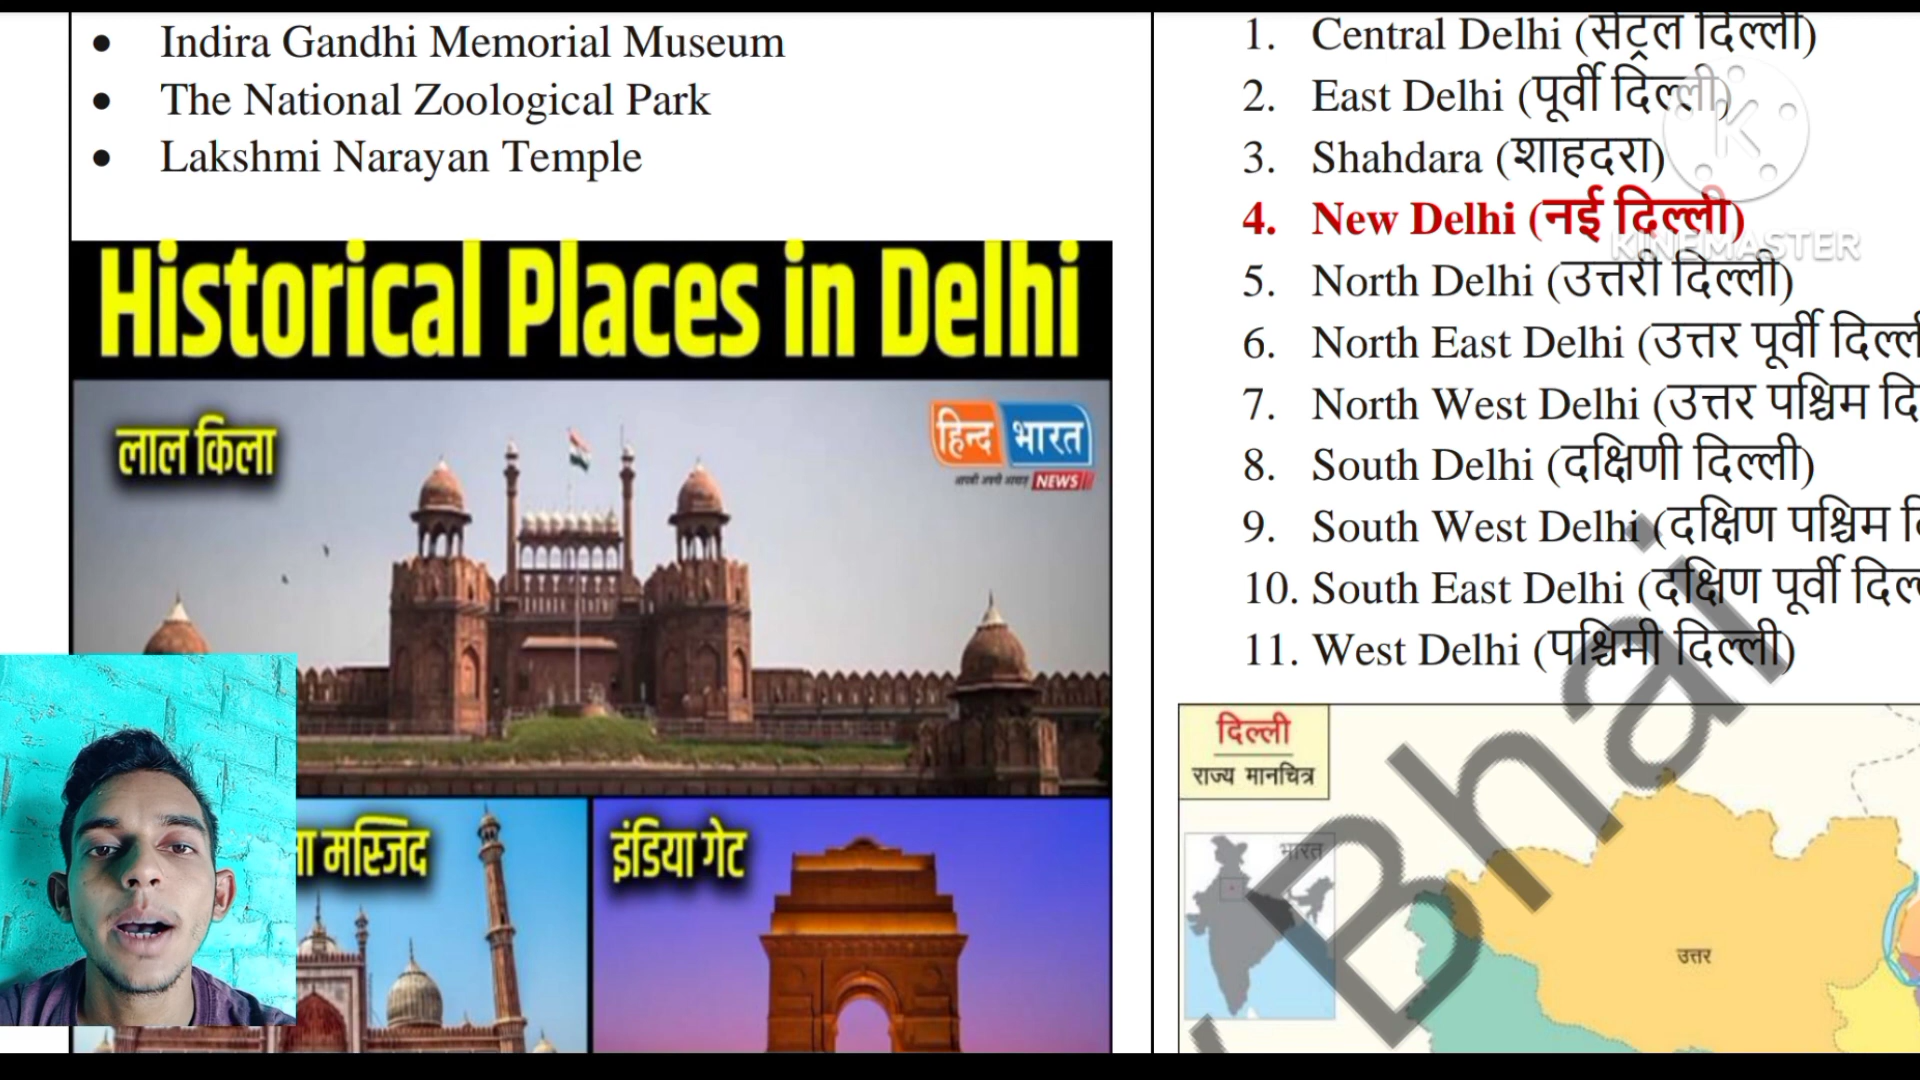 Indira Gandhi Memorial Museum
The National Zoological Park
Lakshmi Narayan Temple
Historical Places in Delhi
लाल किला
हिन्द भारत
NEWS
मस्जिद
इंडिया गेट
1. Central Delhi (सेंट्रल दिल्ली)
2. East Delhi (पूर्वी दिल्ली)
3. Shahdara (शाहदरा)
4. New Delhi (नई दिल्ली)
5. North Delhi (उत्तरी दिल्ली)
6. North East Delhi (उत्तर पूर्वी
7. North West Delhi (उत्तर पश्चिम
8. South Delhi (दक्षिणी दिल्ली)
9. South West Delhi (दक्षिण पश्चिम
10. South East Delhi (दक्षिण पूर्वी
11. West Delhi (पश्चिमी दिल्ली)
K
KINEMASTER
दिल्ली
राज्य मानचित्र
भारत
उत्तर
Bhai